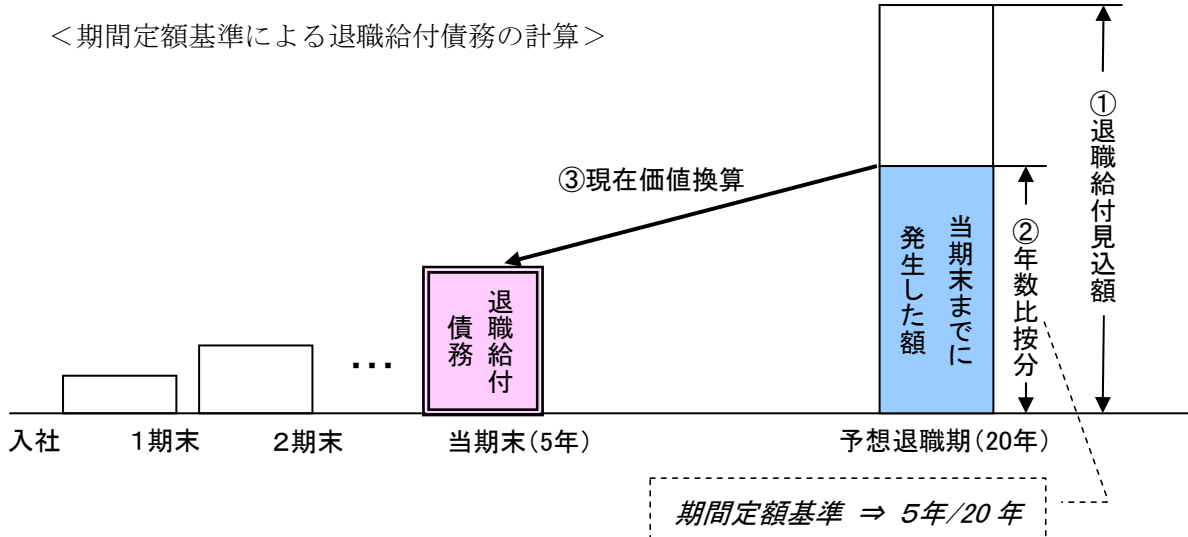 ＜期間定額基準による退職給付債務の計算＞
①退職給付見込額
③現在価値換算
②年数比按分
当期末までに
発生した額
退職給付
債務
…
入社
1期末
2期末
当期末(5年)
予想退職期(20年)
期間定額基準 ⇒ 5年/20年